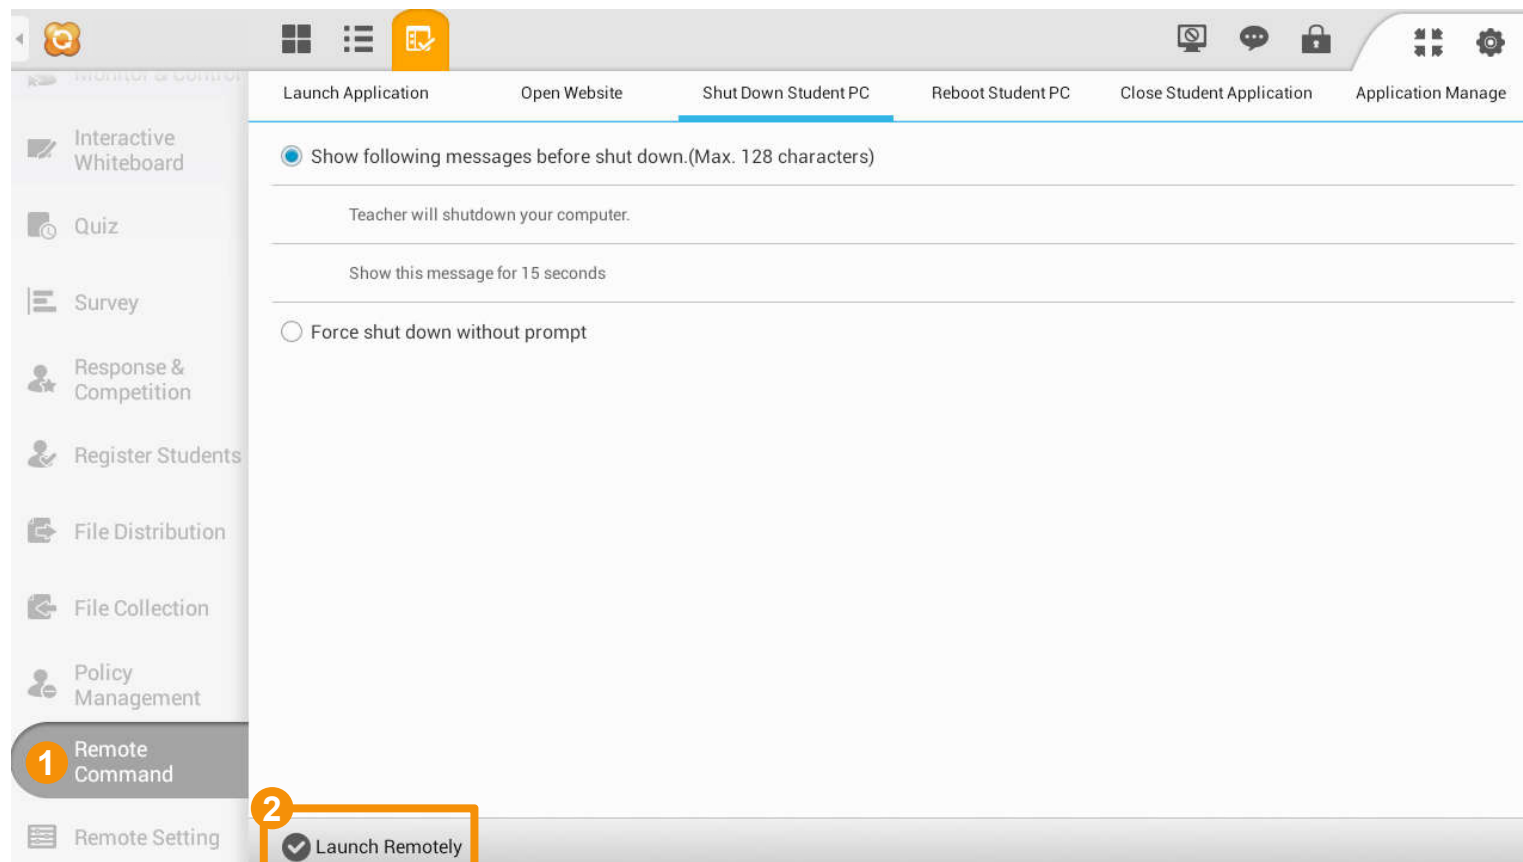 Monitor & Control
Launch Application
Open Website
Shut Down Student PC
Reboot Student PC
Close Student Application
Application Manage
Interactive
Whiteboard
Quiz
Survey
Response &
Competition
Register Students
File Distribution
File Collection
Policy
Management
1
Remote
Command
Remote Setting
Show following messages before shut down.(Max. 128 characters)
Teacher will shutdown your computer.
Show this message for 15 seconds
Force shut down without prompt
2
Launch Remotely